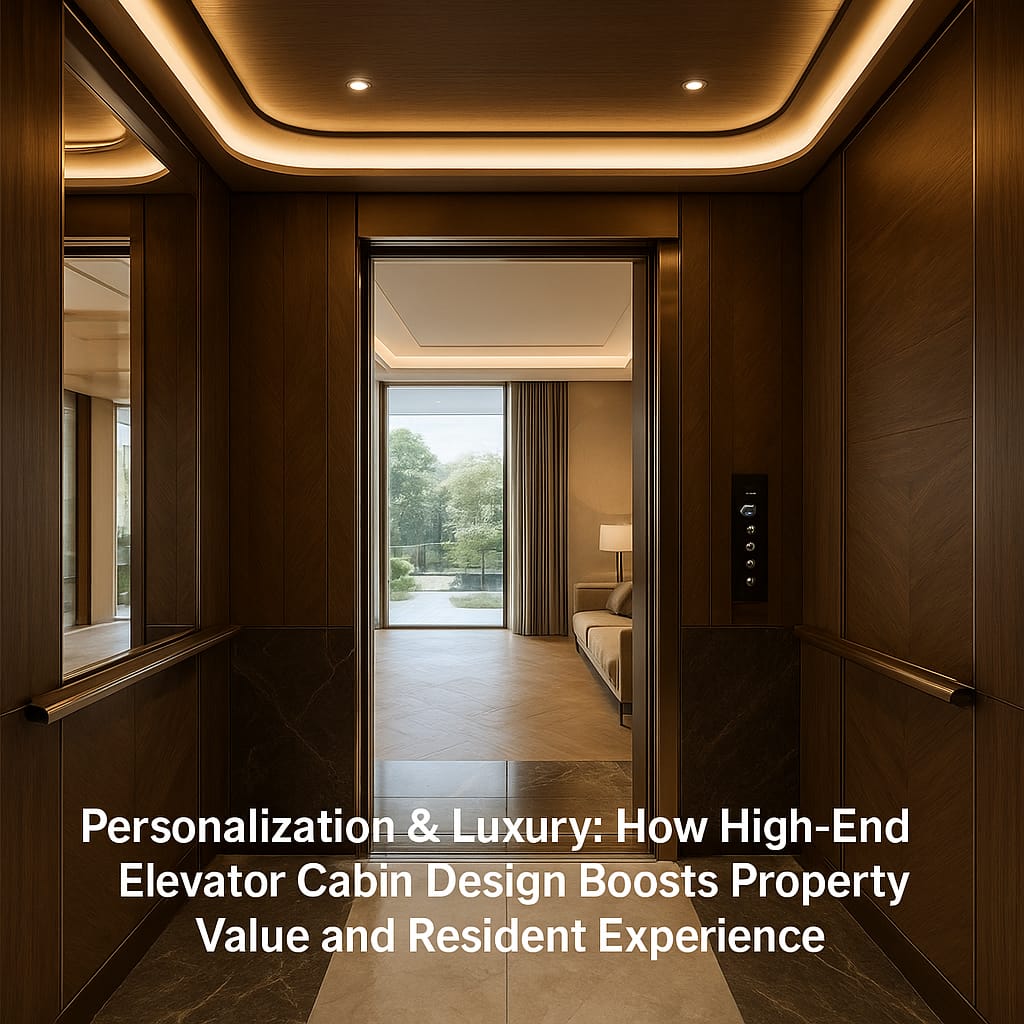 Personalization & Luxury: How High-End
Elevator Cabin Design Boosts Property
Value and Resident Experience